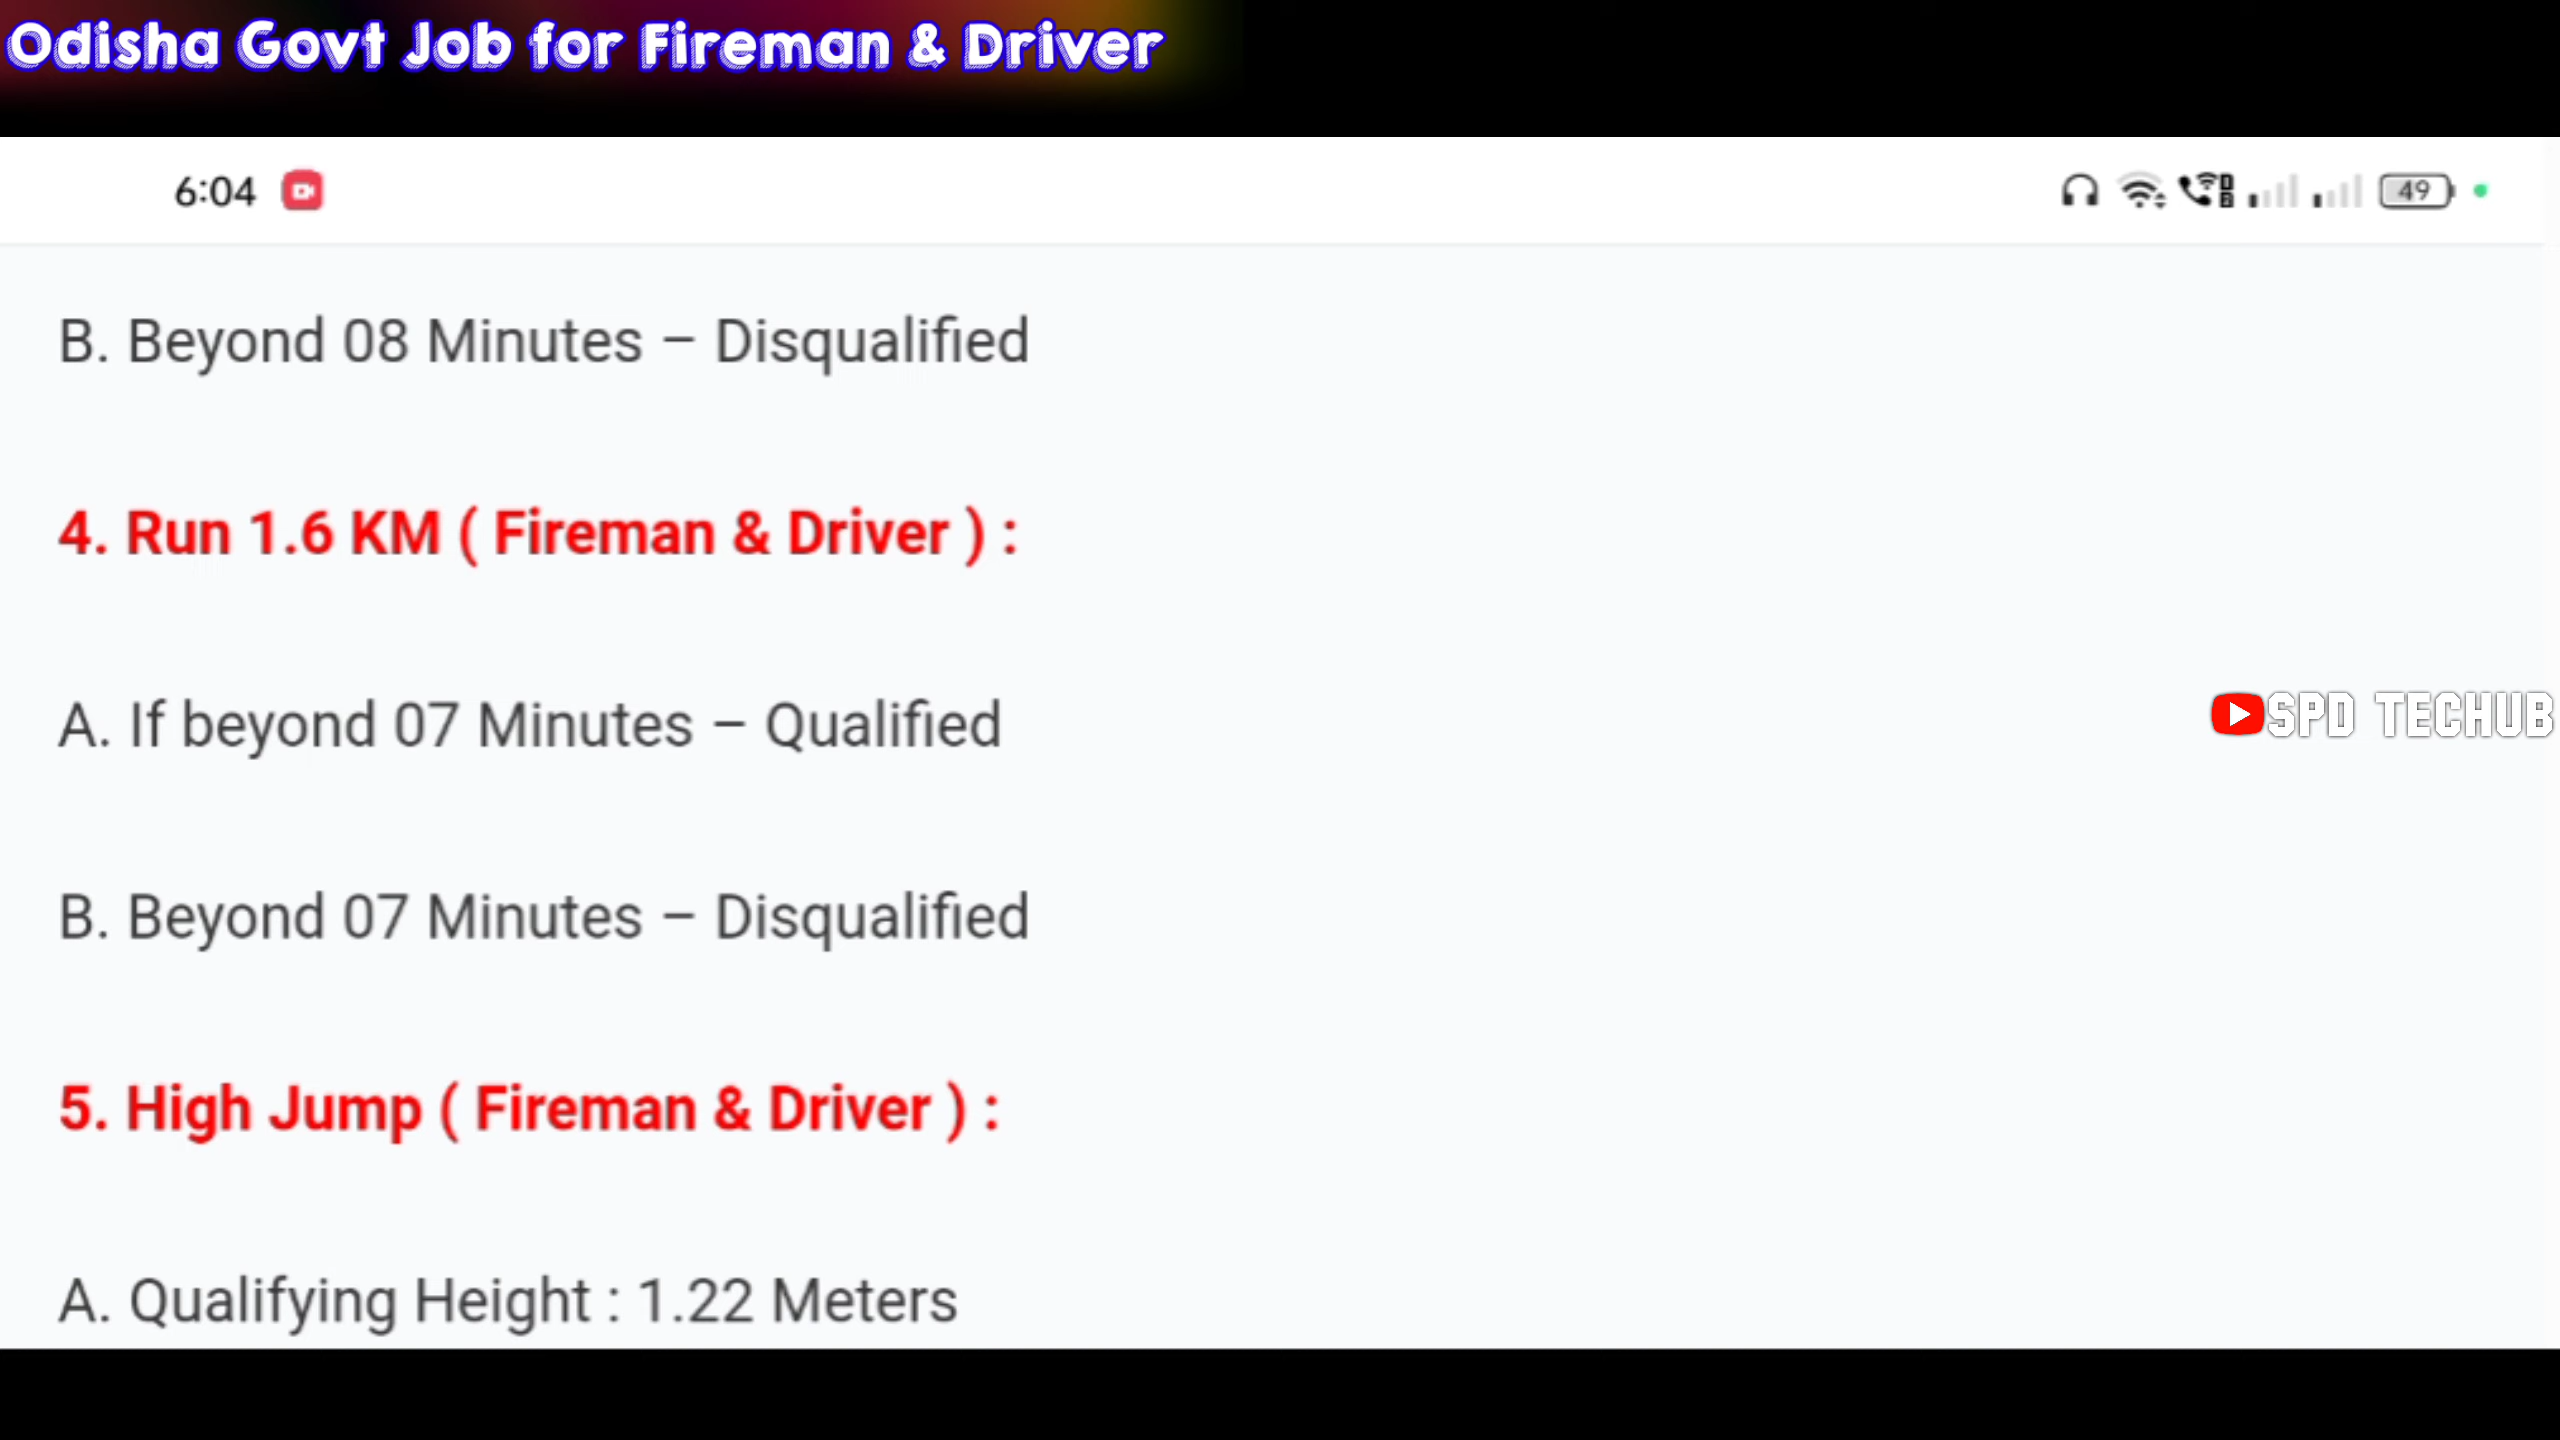 Odisha Govt Job for Fireman & Driver
6:04
49
B. Beyond 08 Minutes – Disqualified
4. Run 1.6 KM ( Fireman & Driver ) :
A. If beyond 07 Minutes – Qualified
SPD TECHUB
B. Beyond 07 Minutes – Disqualified
5. High Jump ( Fireman & Driver ) :
A. Qualifying Height : 1.22 Meters